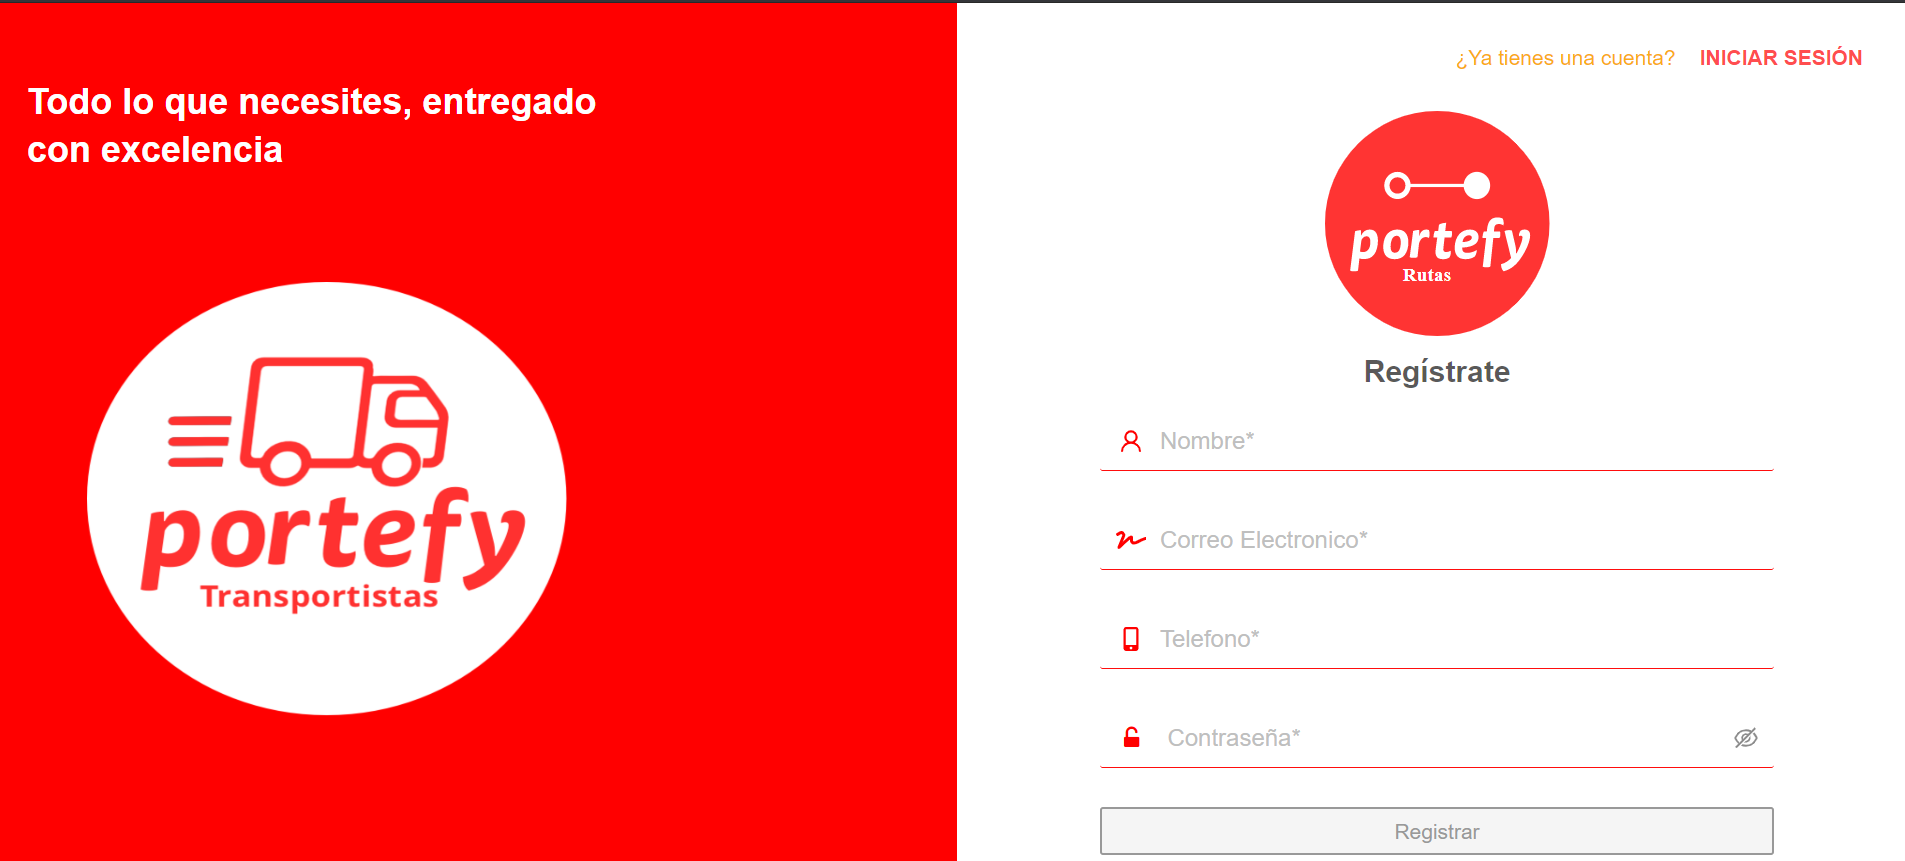 Todo lo que necesites, entregado
con excelencia
portefy
Transportistas
¿Ya tienes una cuenta? INICIAR SESIÓN
portefy
Rutas
Regístrate
Nombre*
Correo Electronico*
Telefono*
Contraseña*
Registrar